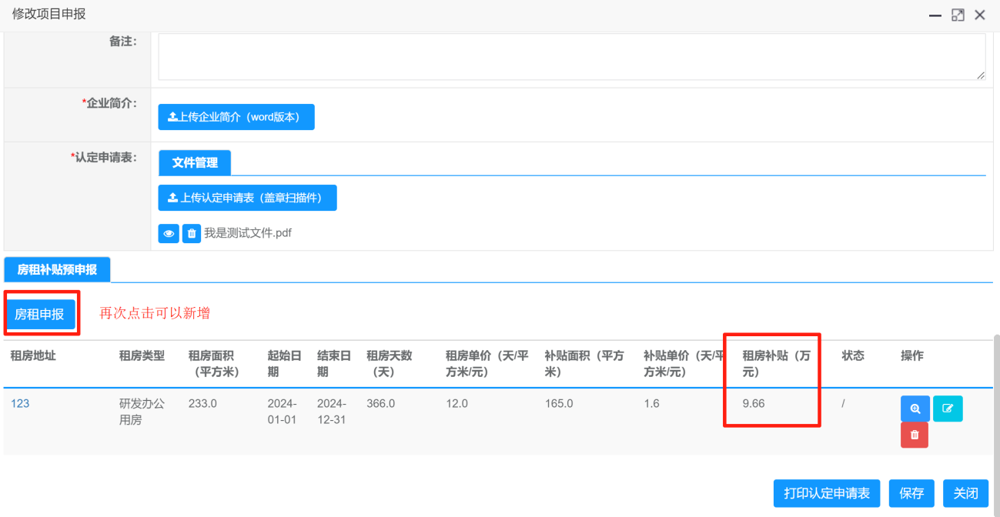 修改项目申报
备注:
*企业简介:
上传企业简介（word版本）
*认定申请表:
文件管理
上传认定申请表（盖章扫描件）
我是测试文件.pdf
房租补贴预申报
房租申报
再次点击可以新增
租房地址 租房类型 租房面积 起始日 结束日 租房天数 租房单价（天/平 补贴面积（平方 补贴单价（天/平 租房补贴（万 状态 操作
（平方米） 期 期 （天） 方米/元） 米） 方米/元） 元）
123 研发办公 233.0 2024- 2024- 366.0 12.0 165.0 1.6 9.66 /
用房 01-01 12-31
打印认定申请表 保存 关闭